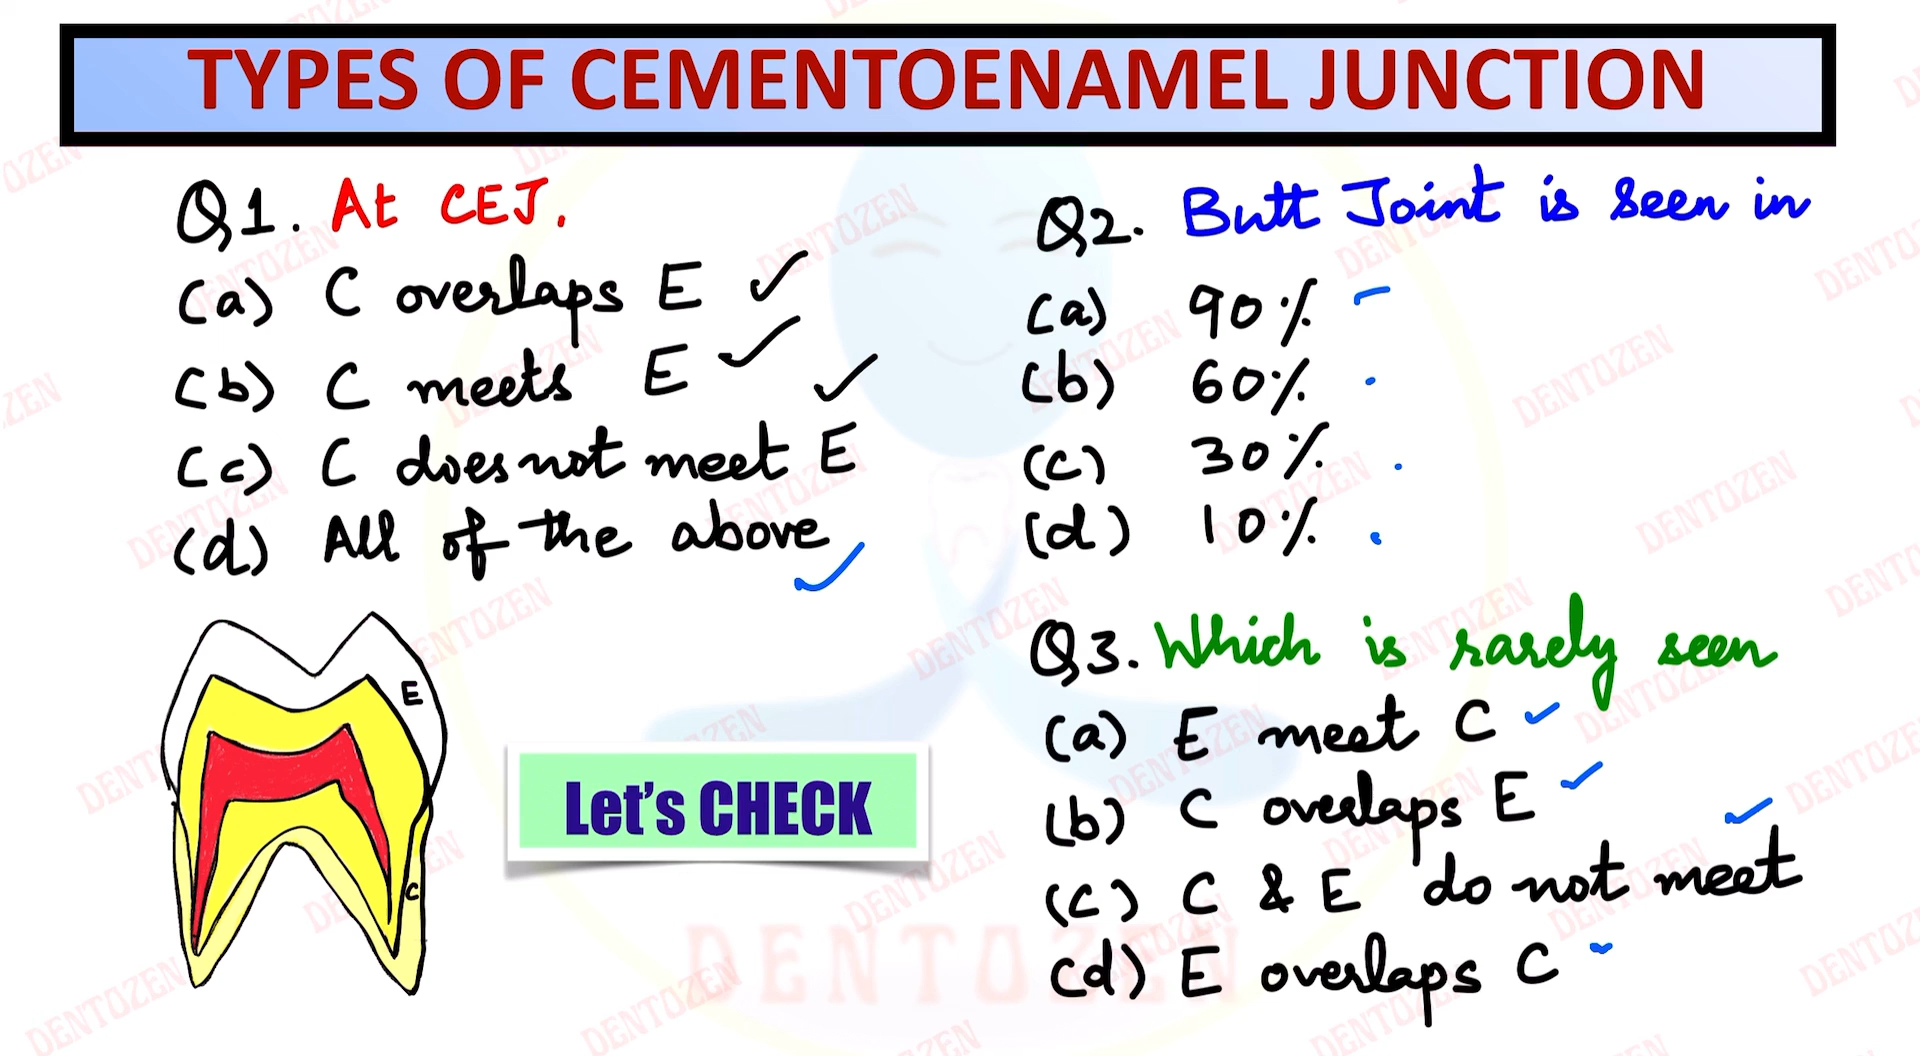 TYPES OF CEMENTOENAMEL JUNCTION
Q1. At CEJ.
(a) C overlaps E
(b) C meets E
(c) C does not meet E
(d) All of the above
Q2. Butt Joint is seen in
(a) 90%
(b) 60%
(c) 30%
(d) 10%
Q3. Which is rarely seen
(a) E meet C
(b) C overlaps E
(c) C & E do not meet
(d) E overlaps C
E
C
Let's CHECK
DENTOZEN